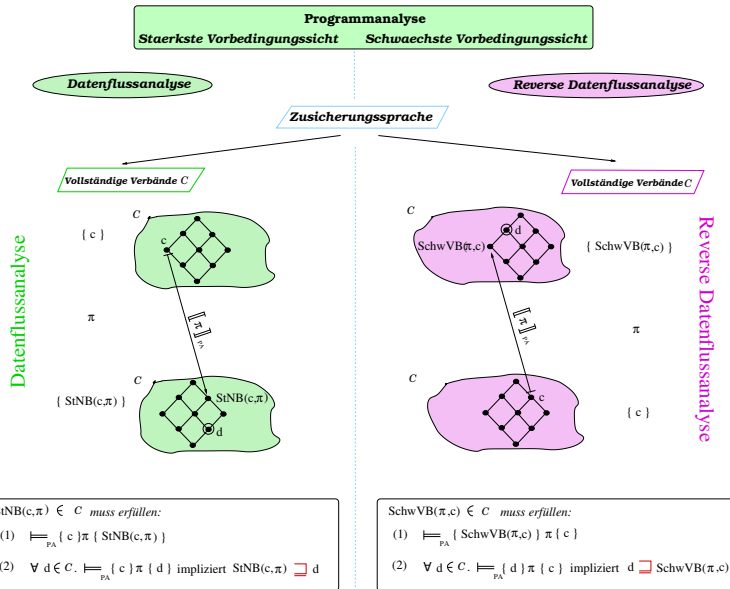 Programmanalyse
Staerkste Vorbedingungssicht Schwaechste Vorbedingungssicht
Datenflussanalyse
Reverse Datenflussanalyse
Zusicherungssprache
Vollständige Verbände C
Vollständige Verbände C
Datenflussanalyse
{ c }
π
{ StNB(c,π) }
C
c
[[ π ]] PA
C
StNB(c,π)
d
C
d
SchwVB(π,c)
[[ π ]] PA
C
c
{ SchwVB(π,c) }
π
{ c }
Reverse Datenflussanalyse
StNB(c,π) ∈ C muss erfüllen:
(1) ⊨PA { c } π { StNB(c,π) }
(2) ∀ d ∈ C. ⊨PA { c } π { d } impliziert StNB(c,π) ⊒ d
SchwVB(π,c) ∈ C muss erfüllen:
(1) ⊨PA { SchwVB(π,c) } π { c }
(2) ∀ d ∈ C. ⊨PA { d } π { c } impliziert d ⊒ SchwVB(π,c)